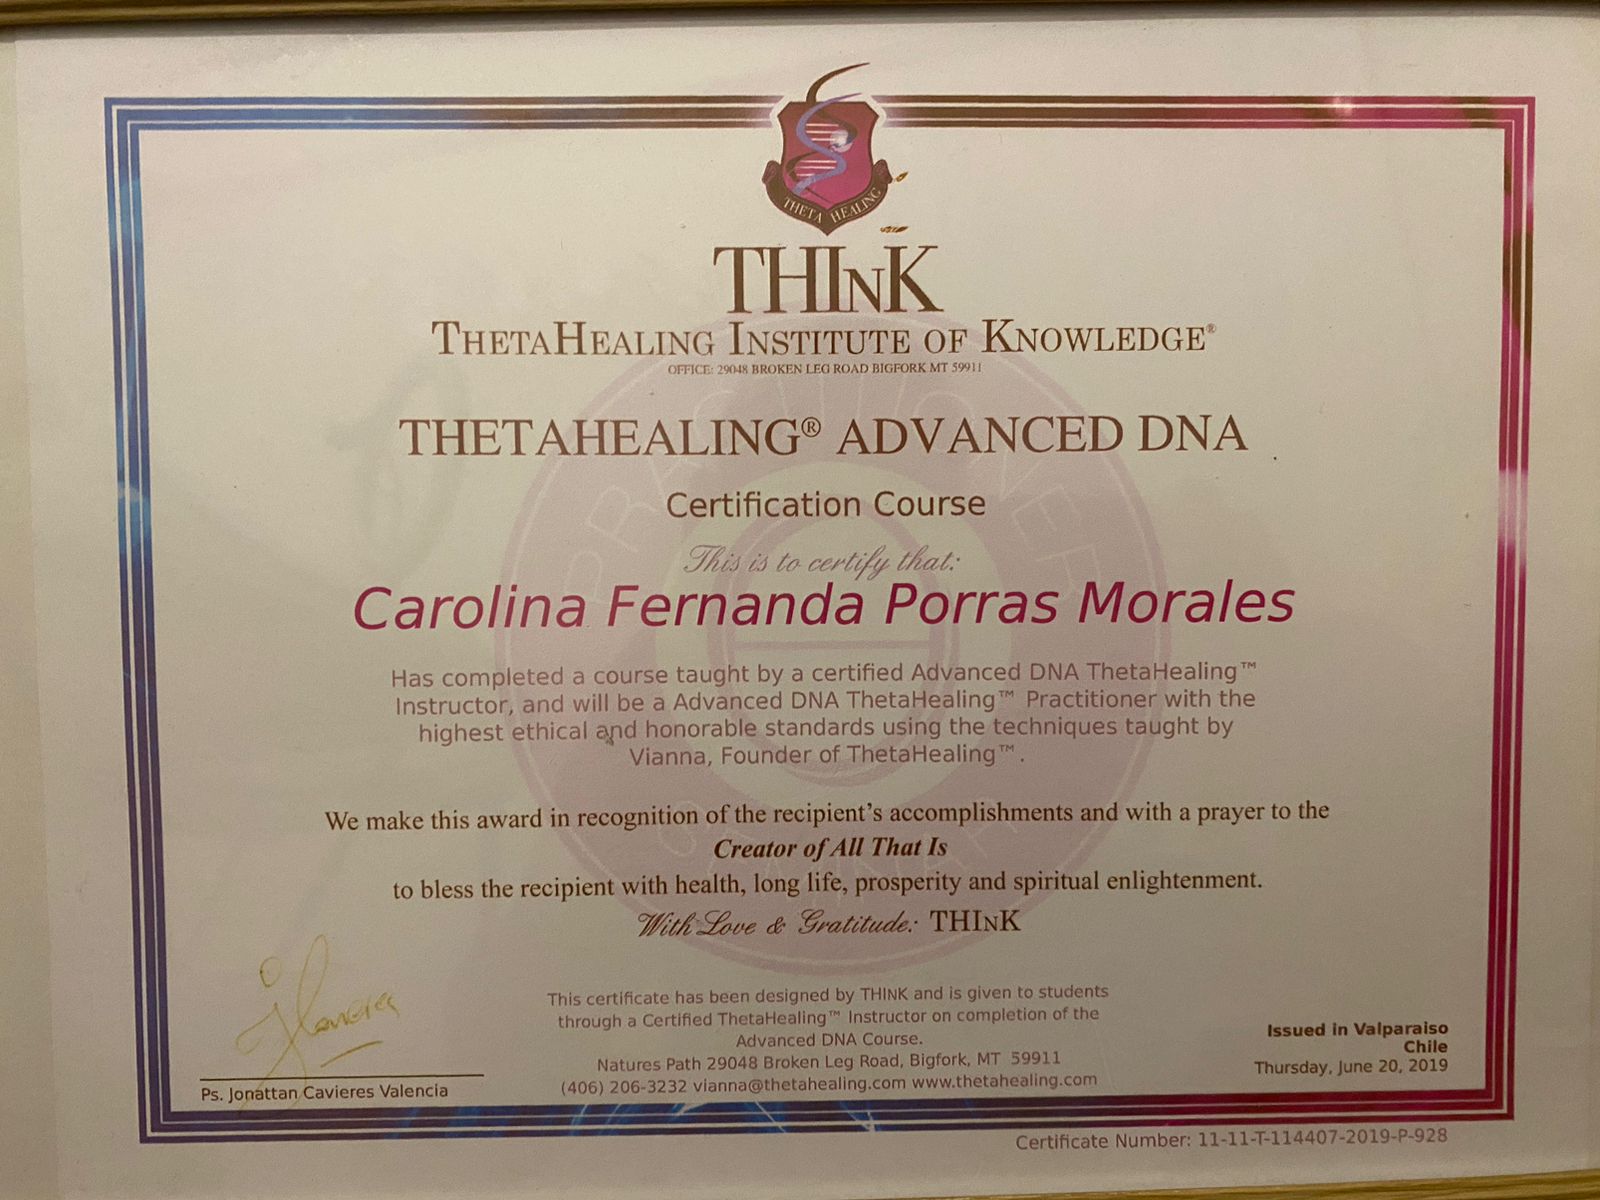 THETA HEALING
THInK
THETAHEALING INSTITUTE OF KNOWLEDGE®
OFFICE: 29048 BROKEN LEG ROAD BIGFORK MT 59911
THETAHEALING® ADVANCED DNA
Certification Course
This is to certify that:
Carolina Fernanda Porras Morales
Has completed a course taught by a certified Advanced DNA ThetaHealing™
Instructor, and will be a Advanced DNA ThetaHealing™ Practitioner with the
highest ethical and honorable standards using the techniques taught by
Vianna, Founder of ThetaHealing™.
We make this award in recognition of the recipient's accomplishments and with a prayer to the
Creator of All That Is
to bless the recipient with health, long life, prosperity and spiritual enlightenment.
With Love & Gratitude: THINK
This certificate has been designed by THINK and is given to students
through a Certified ThetaHealing™ Instructor on completion of the
Advanced DNA Course.
Natures Path 29048 Broken Leg Road, Bigfork, MT 59911
(406) 206-3232 vianna@thetahealing.com www.thetahealing.com
Ps. Jonattan Cavieres Valencia
Issued in Valparaiso
Chile
Thursday, June 20, 2019
Certificate Number: 11-11-T-114407-2019-P-928